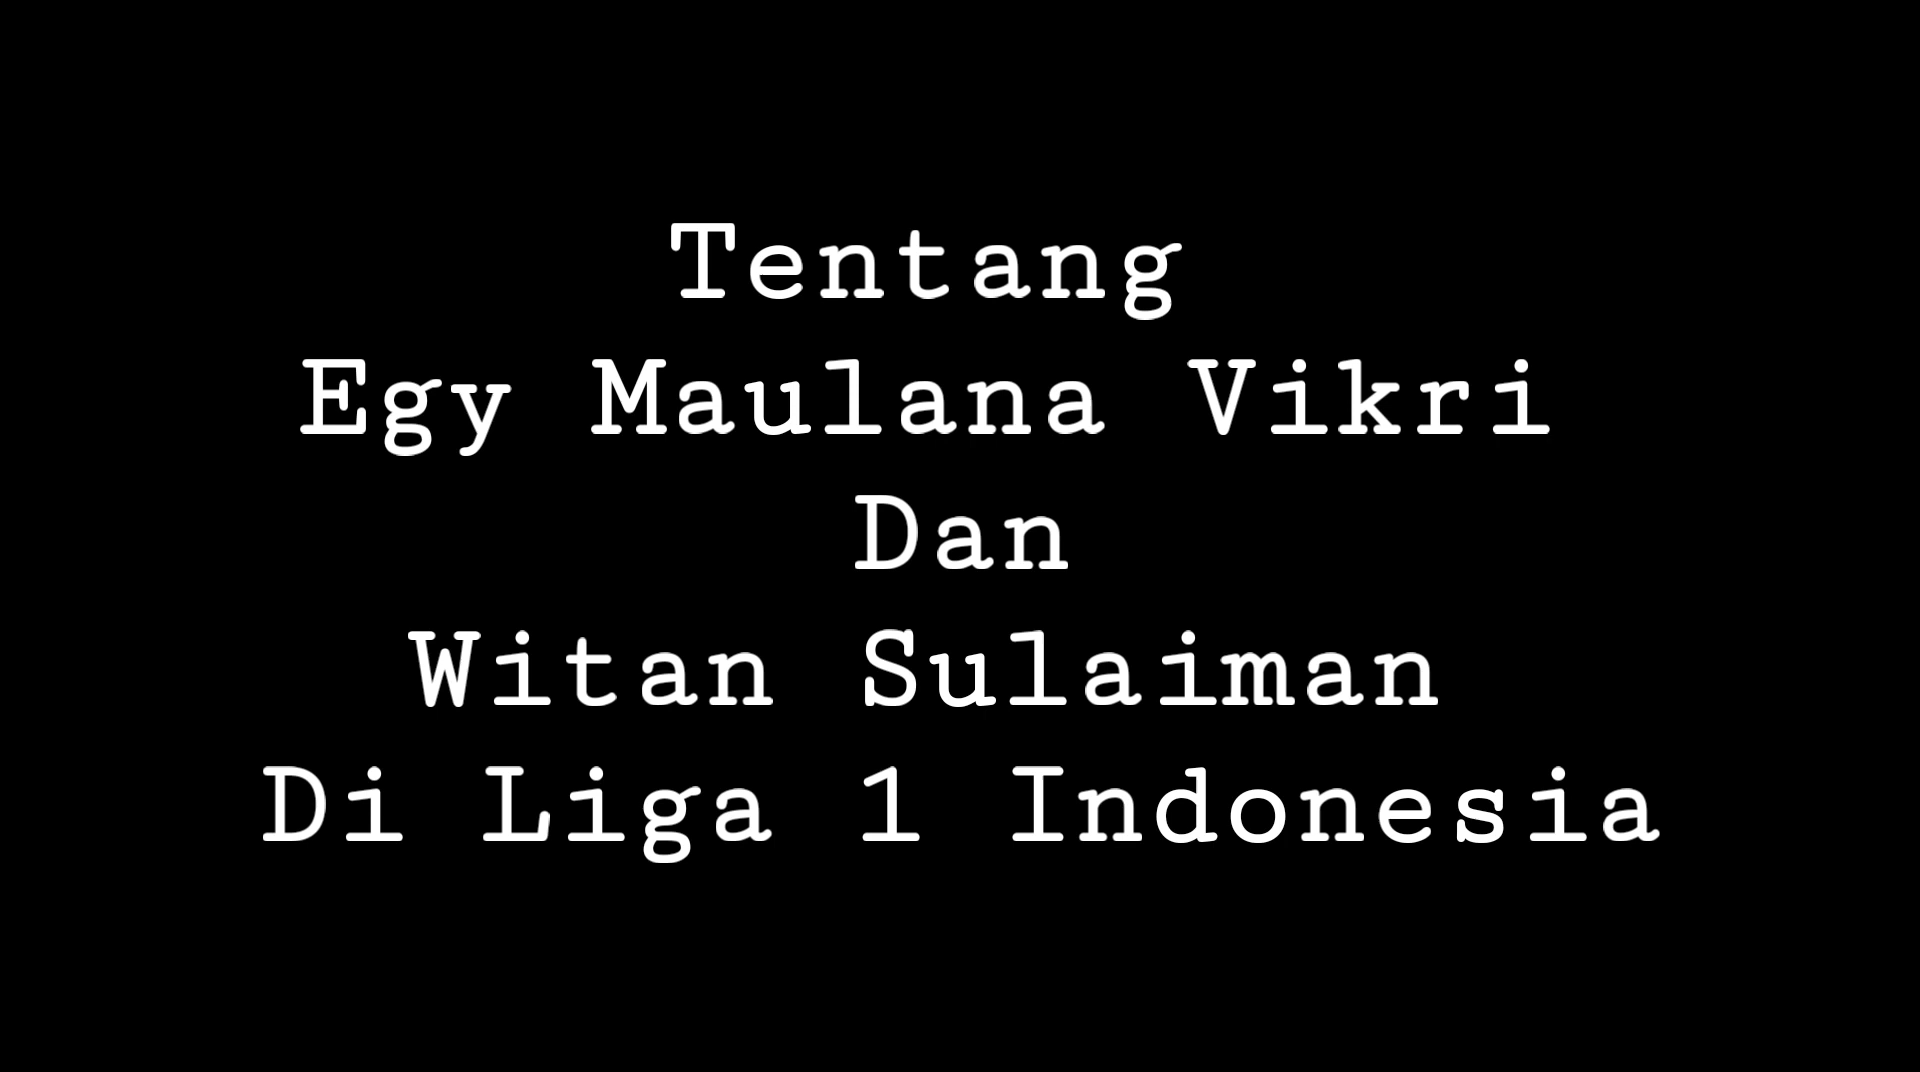 Tentang
Egy Maulana Vikri
Dan
Witan Sulaiman
Di Liga 1 Indonesia